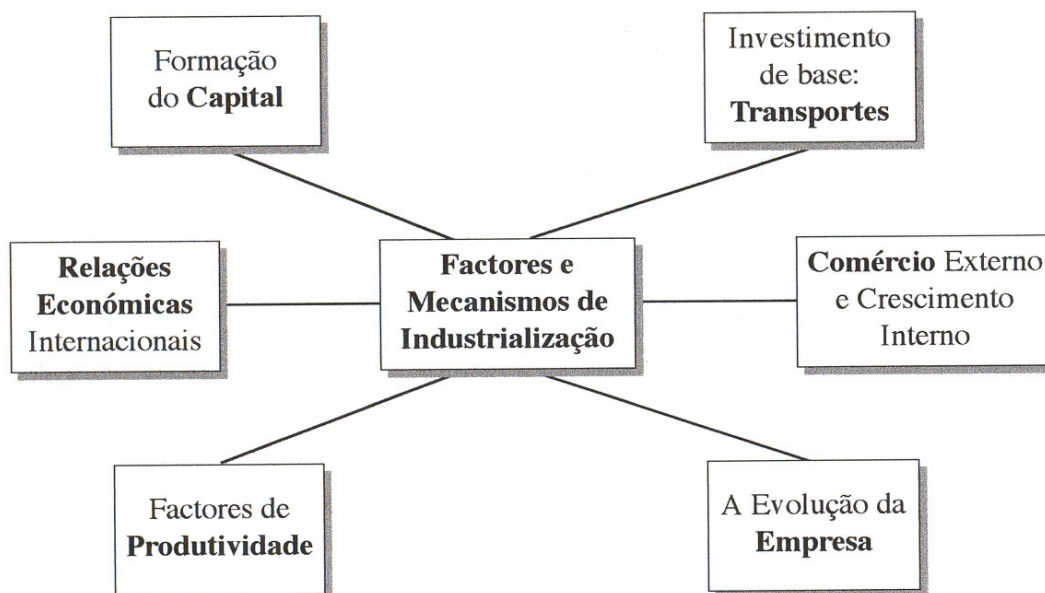 Formação
do Capital
Investimento
de base:
Transportes
Relações
Económicas
Internacionais
Factores e
Mecanismos de
Industrialização
Comércio Externo
e Crescimento
Interno
Factores de
Produtividade
A Evolução da
Empresa